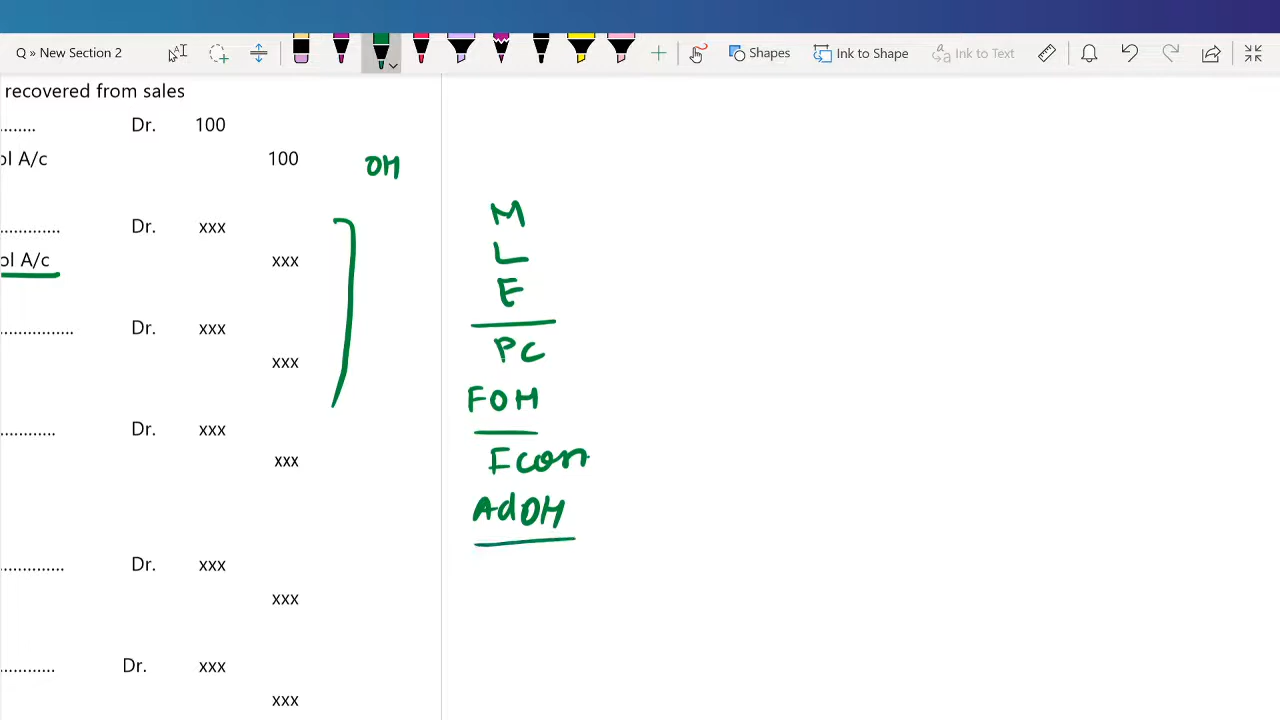 Q » New Section 2
Shapes
Ink to Shape
Ink to Text
recovered from sales
........ Dr. 100
ol A/c 100
OH
............. Dr. xxx
ol A/c xxx
................ Dr. xxx
xxx
............ Dr. xxx
xxx
.............. Dr. xxx
xxx
............ Dr. xxx
xxx
M
L
E
PC
FOH
AdOH